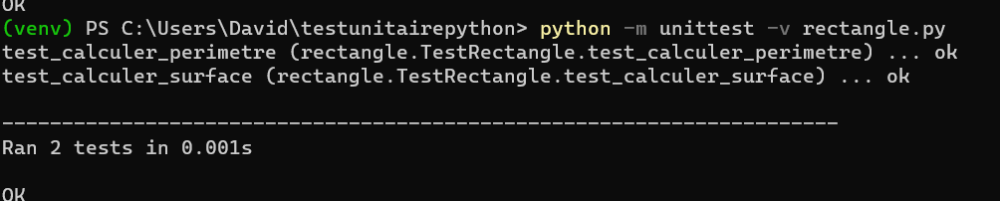 OK
(venv) PS C:\Users\David\testunitairepython> python -m unittest -v rectangle.py
test_calculer_perimetre (rectangle.TestRectangle.test_calculer_perimetre) ... ok
test_calculer_surface (rectangle.TestRectangle.test_calculer_surface) ... ok
----------------------------------------------------------------------
Ran 2 tests in 0.001s
OK